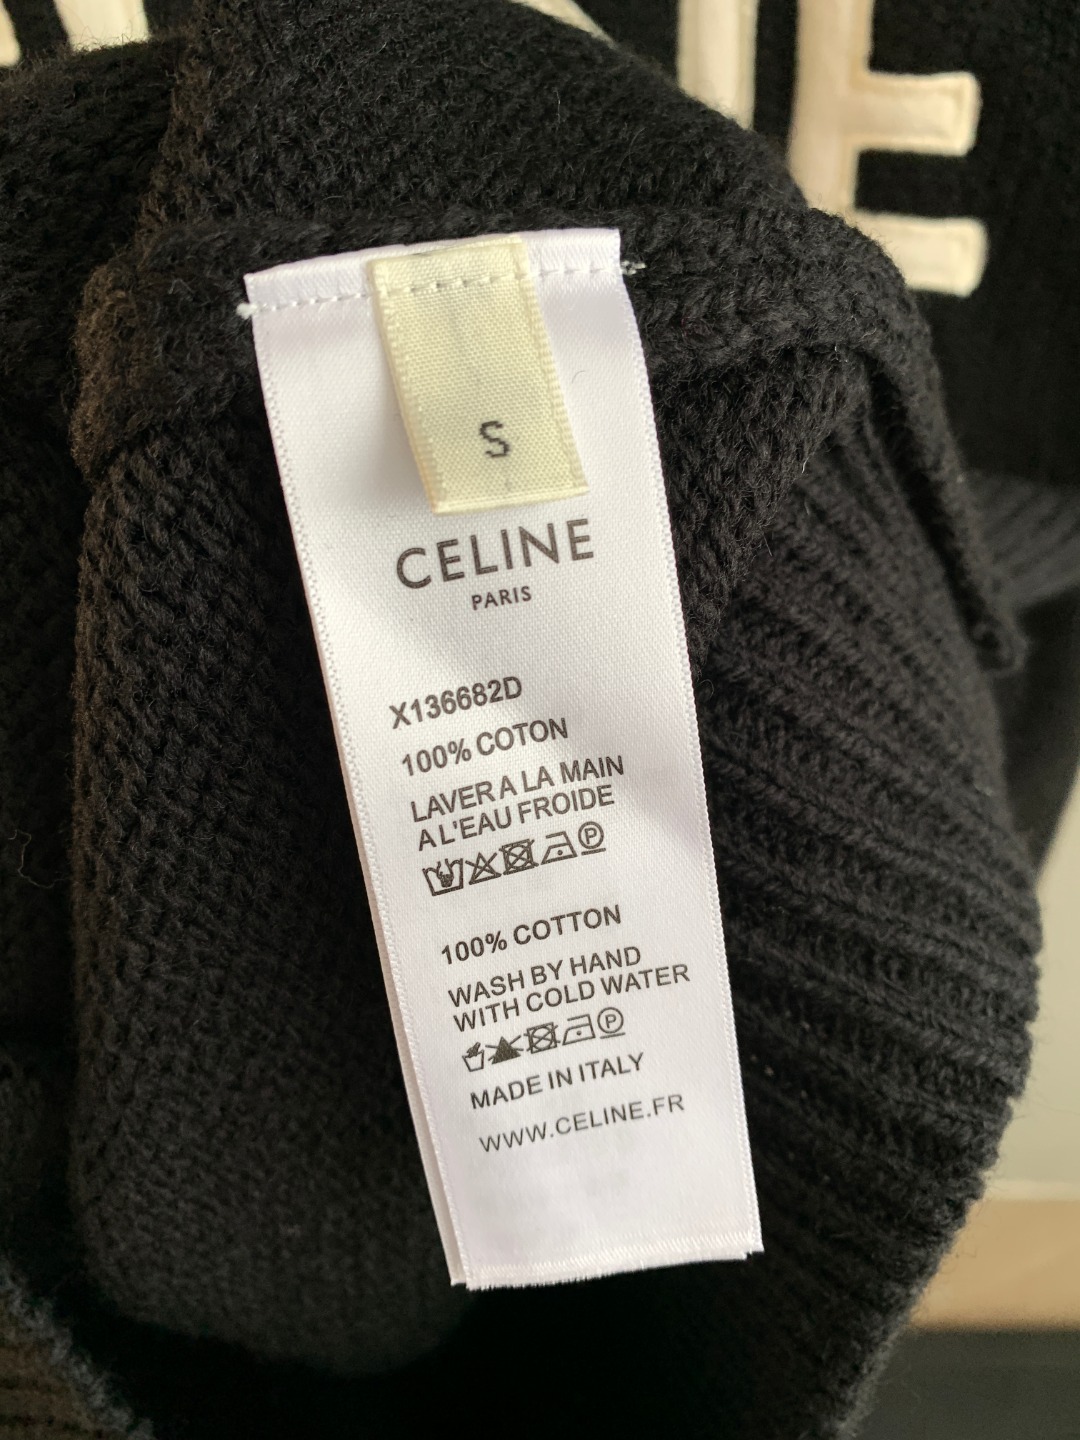 E
S
CELINE
PARIS
X136682D
100% COTON
LAVER A LA MAIN
A L'EAU FROIDE
P
100% COTTON
WASH BY HAND
WITH COLD WATER
P
MADE IN ITALY
WWW.CELINE.FR